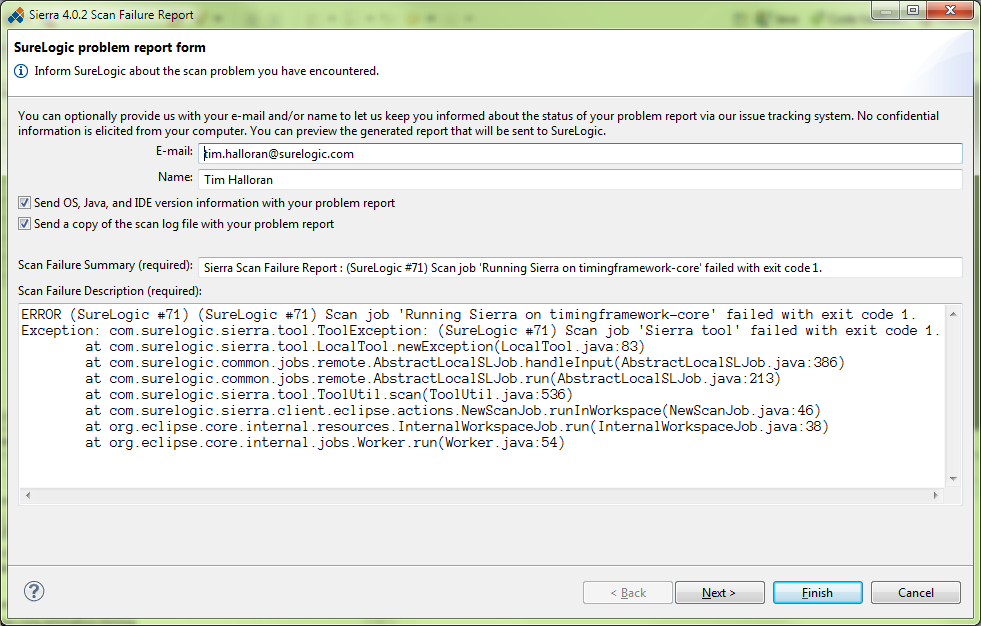 Sierra 4.0.2 Scan Failure Report
SureLogic problem report form
Inform SureLogic about the scan problem you have encountered.
You can optionally provide us with your e-mail and/or name to let us keep you informed about the status of your problem report via our issue tracking system. No confidential
information is elicited from your computer. You can preview the generated report that will be sent to SureLogic.
E-mail: tim.halloran@surelogic.com
Name: Tim Halloran
Send OS, Java, and IDE version information with your problem report
Send a copy of the scan log file with your problem report
Scan Failure Summary (required): Sierra Scan Failure Report : (SureLogic #71) Scan job 'Running Sierra on timingframework-core' failed with exit code 1.
Scan Failure Description (required):
ERROR (SureLogic #71) (SureLogic #71) Scan job 'Running Sierra on timingframework-core' failed with exit code 1.
Exception: com.surelogic.sierra.tool.ToolException: (SureLogic #71) Scan job 'Sierra tool' failed with exit code 1.
at com.surelogic.sierra.tool.LocalTool.newException(LocalTool.java:83)
at com.surelogic.common.jobs.remote.AbstractLocalSLJob.handleInput(AbstractLocalSLJob.java:386)
at com.surelogic.common.jobs.remote.AbstractLocalSLJob.run(AbstractLocalSLJob.java:213)
at com.surelogic.sierra.tool.ToolUtil.scan(ToolUtil.java:536)
at com.surelogic.sierra.client.eclipse.actions.NewScanJob.runInWorkspace(NewScanJob.java:46)
at org.eclipse.core.internal.resources.InternalWorkspaceJob.run(InternalWorkspaceJob.java:38)
at org.eclipse.core.internal.jobs.Worker.run(Worker.java:54)
? < Back Next > Finish Cancel